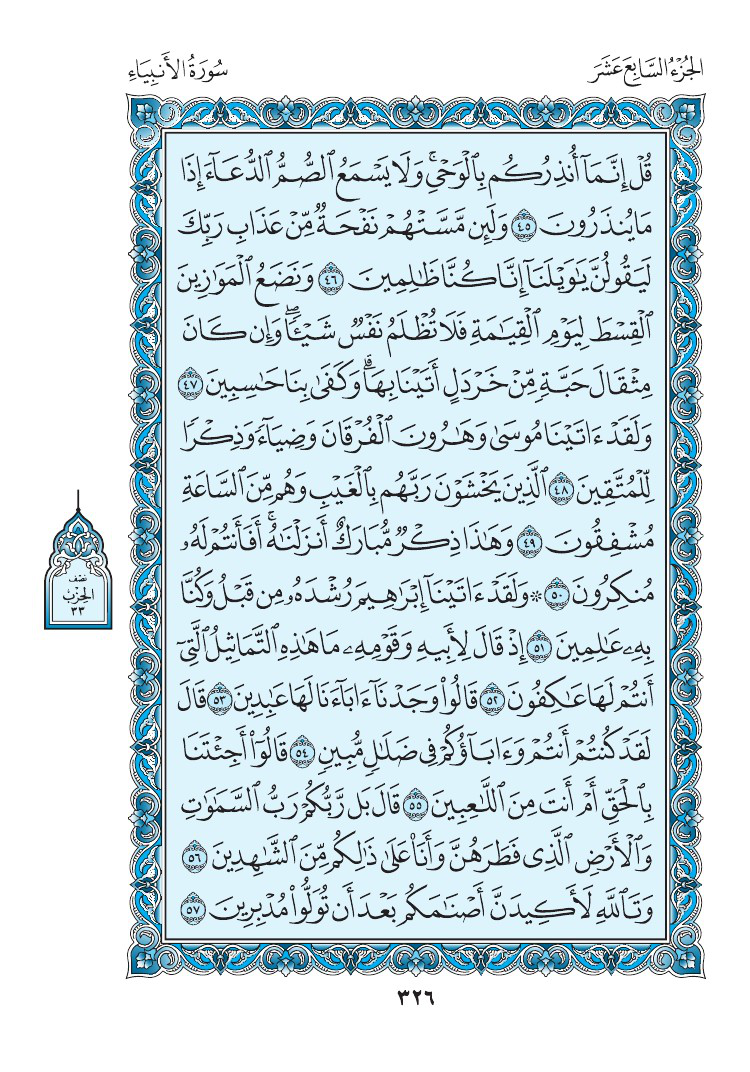 الجُزْءُ السَّابِعَ عَشَرَ
سُورَةُ الأَنبِيَاءِ
قُلْ إِنَّمَآ أُنذِرُكُم بِٱلْوَحْىِۚ وَلَا يَسْمَعُ ٱلصُّمُّ ٱلدُّعَآءَ إِذَا
مَا يُنذَرُونَ ٤٥ وَلَئِن مَّسَّتْهُمْ نَفْحَةٌ مِّنْ عَذَابِ رَبِّكَ
لَيَقُولُنَّ يَٰوَيْلَنَآ إِنَّا كُنَّا ظَٰلِمِينَ ٤٦ وَنَضَعُ ٱلْمَوَٰزِينَ
ٱلْقِسْطَ لِيَوْمِ ٱلْقِيَٰمَةِ فَلَا تُظْلَمُ نَفْسٌ شَيْـًٔاۖ وَإِن كَانَ
مِثْقَالَ حَبَّةٍ مِّنْ خَرْدَلٍ أَتَيْنَا بِهَاۗ وَكَفَىٰ بِنَا حَٰسِبِينَ ٤٧
وَلَقَدْ ءَاتَيْنَا مُوسَىٰ وَهَٰرُونَ ٱلْفُرْقَانَ وَضِيَآءً وَذِكْرًا
لِّلْمُتَّقِينَ ٤٨ ٱلَّذِينَ يَخْشَوْنَ رَبَّهُم بِٱلْغَيْبِ وَهُم مِّنَ ٱلسَّاعَةِ
مُشْفِقُونَ ٤٩ وَهَٰذَا ذِكْرٌ مُّبَارَكٌ أَنزَلْنَٰهُۚ أَفَأَنتُمْ لَهُۥ
مُنكِرُونَ ٥٠ ۞ وَلَقَدْ ءَاتَيْنَآ إِبْرَٰهِيمَ رُشْدَهُۥ مِن قَبْلُ وَكُنَّا
بِهِۦ عَٰلِمِينَ ٥١ إِذْ قَالَ لِأَبِيهِ وَقَوْمِهِۦ مَا هَٰذِهِ ٱلتَّمَاثِيلُ ٱلَّتِىٓ
أَنتُمْ لَهَا عَٰكِفُونَ ٥٢ قَالُوا۟ وَجَدْنَآ ءَابَآءَنَا لَهَا عَٰبِدِينَ ٥٣ قَالَ
لَقَدْ كُنتُمْ أَنتُمْ وَءَابَآؤُكُمْ فِى ضَلَٰلٍ مُّبِينٍ ٥٤ قَالُوٓا۟ أَجِئْتَنَا
بِٱلْحَقِّ أَمْ أَنتَ مِنَ ٱللَّٰعِبِينَ ٥٥ قَالَ بَل رَّبُّكُمْ رَبُّ ٱلسَّمَٰوَٰتِ
وَٱلْأَرْضِ ٱلَّذِى فَطَرَهُنَّ وَأَنَا۠ عَلَىٰ ذَٰلِكُم مِّنَ ٱلشَّٰهِدِينَ ٥٦
وَتَٱللَّهِ لَأَكِيدَنَّ أَصْنَٰمَكُم بَعْدَ أَن تُوَلُّوا۟ مُدْبِرِينَ ٥٧
نصف
الحزب
٣٣
٣٢٦